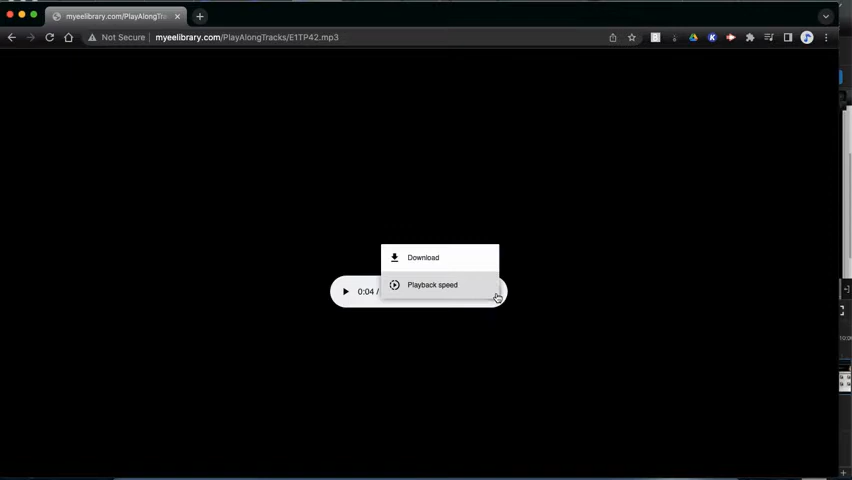 myeelibrary.com/PlayAlongTra
Not Secure
myeelibrary.com/PlayAlongTracks/E1TP42.mp3
Download
Playback speed
0:04 /